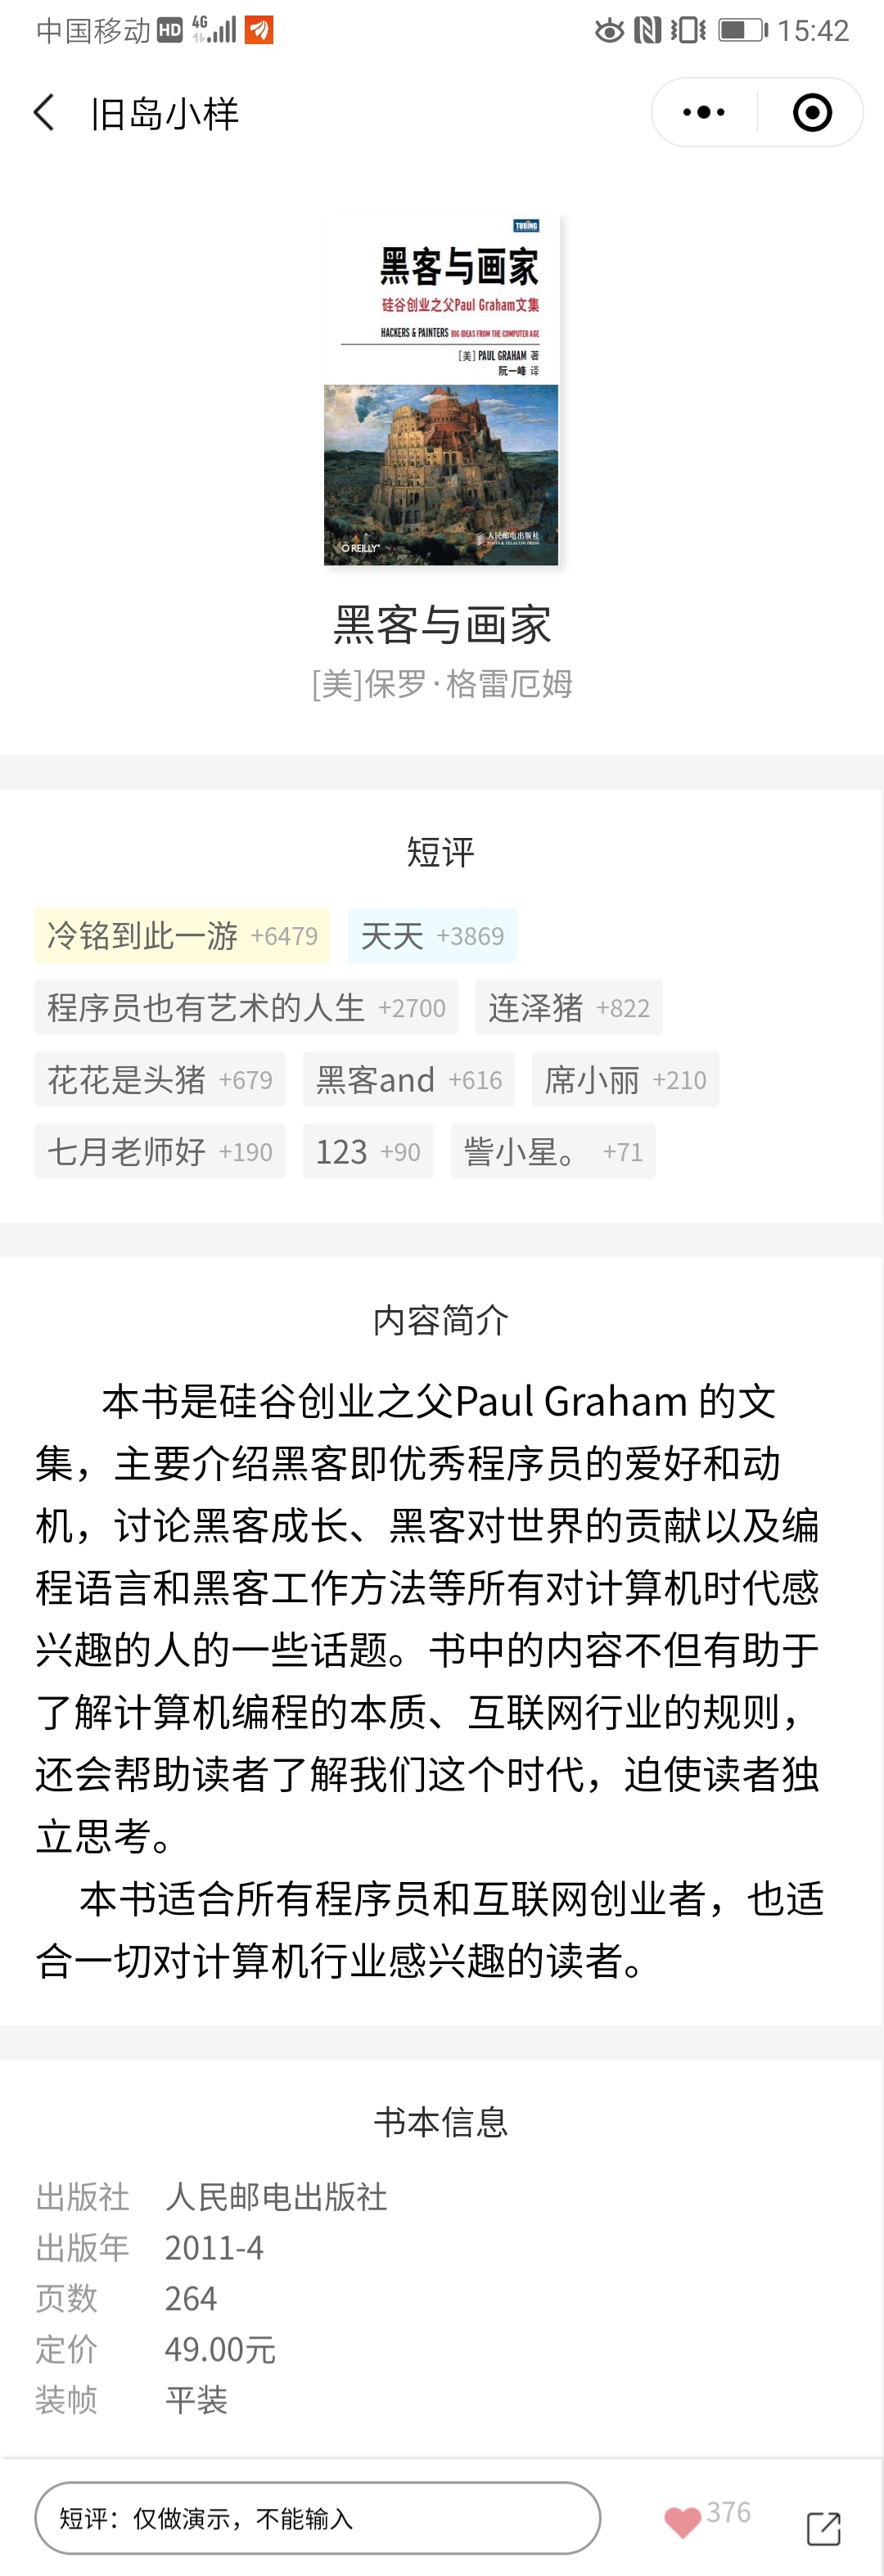 中国移动 HD 4G 15:42
旧岛小样
TURING
黑客与画家
硅谷创业之父Paul Graham文集
HACKERS & PAINTERS BIG IDEAS FROM THE COMPUTER AGE
[美] PAUL GRAHAM 著
阮一峰 译
O'REILLY
人民邮电出版社
POSTS & TELECOM PRESS
黑客与画家
[美]保罗·格雷厄姆
短评
冷铭到此一游 +6479 天天 +3869
程序员也有艺术的人生 +2700 连泽猪 +822
花花是头猪 +679 黑客and +616 席小丽 +210
七月老师好 +190 123 +90 訾小星。 +71
内容简介
本书是硅谷创业之父Paul Graham 的文
集，主要介绍黑客即优秀程序员的爱好和动
机，讨论黑客成长、黑客对世界的贡献以及编
程语言和黑客工作方法等所有对计算机时代感
兴趣的人的一些话题。书中的内容不但有助于
了解计算机编程的本质、互联网行业的规则，
还会帮助读者了解我们这个时代，迫使读者独
立思考。
本书适合所有程序员和互联网创业者，也适
合一切对计算机行业感兴趣的读者。
书本信息
出版社 人民邮电出版社
出版年 2011-4
页数 264
定价 49.00元
装帧 平装
短评：仅做演示，不能输入 376